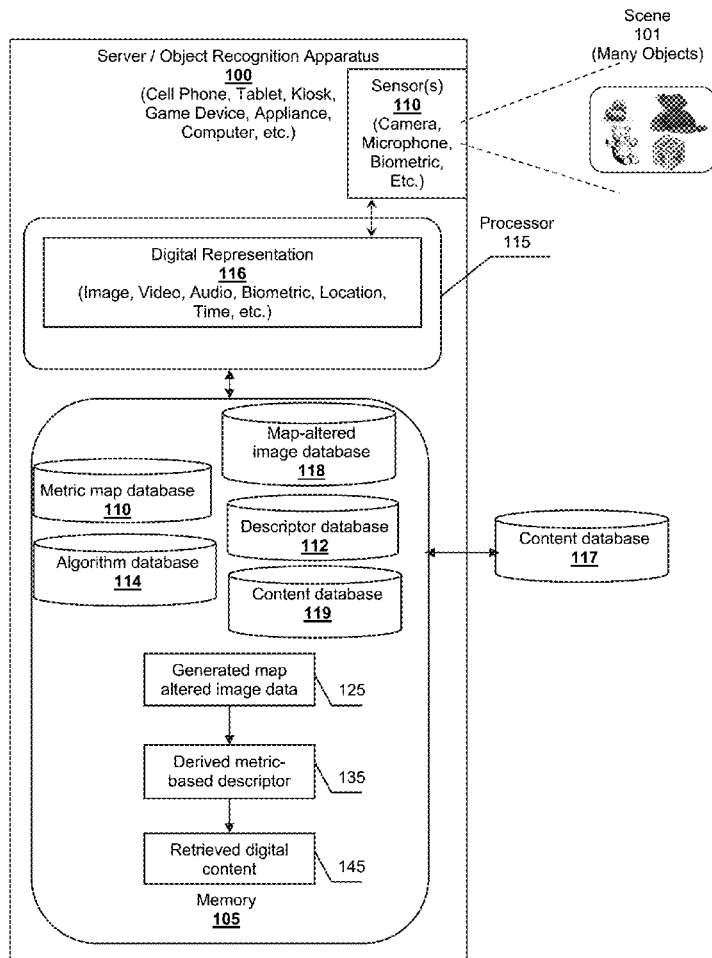 Scene
101
(Many Objects)
Server / Object Recognition Apparatus
100
(Cell Phone, Tablet, Kiosk,
Game Device, Appliance,
Computer, etc.)
Sensor(s)
110
(Camera,
Microphone,
Biometric,
Etc.)
Processor
115
Digital Representation
116
(Image, Video, Audio, Biometric, Location,
Time, etc.)
Map-altered
image database
118
Metric map database
110
Descriptor database
112
Algorithm database
114
Content database
119
Content database
117
Generated map
altered image data
125
Derived metric-
based descriptor
135
Retrieved digital
content
145
Memory
105